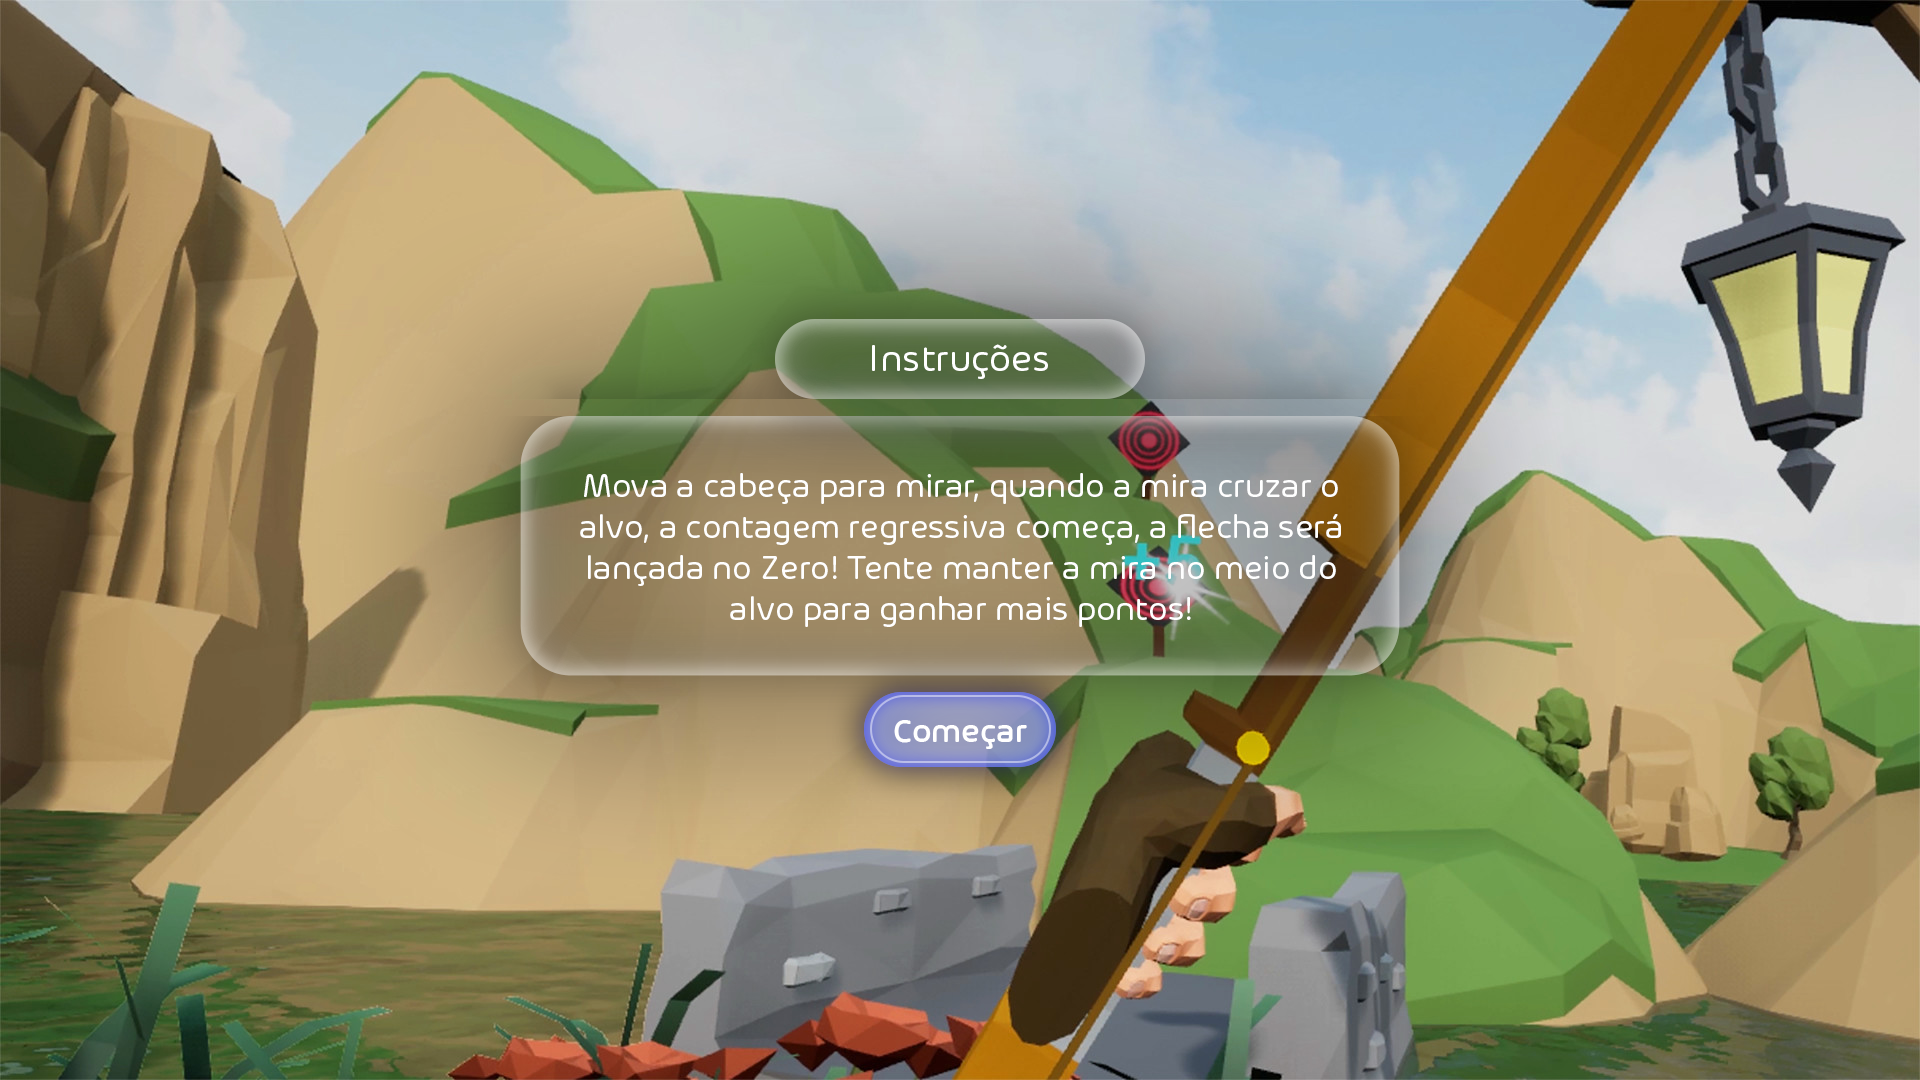 Instruções
Mova a cabeça para mirar, quando a mira cruzar o
alvo, a contagem regressiva começa, a flecha será
lançada no Zero! Tente manter a mira no meio do
alvo para ganhar mais pontos!
+5
Começar